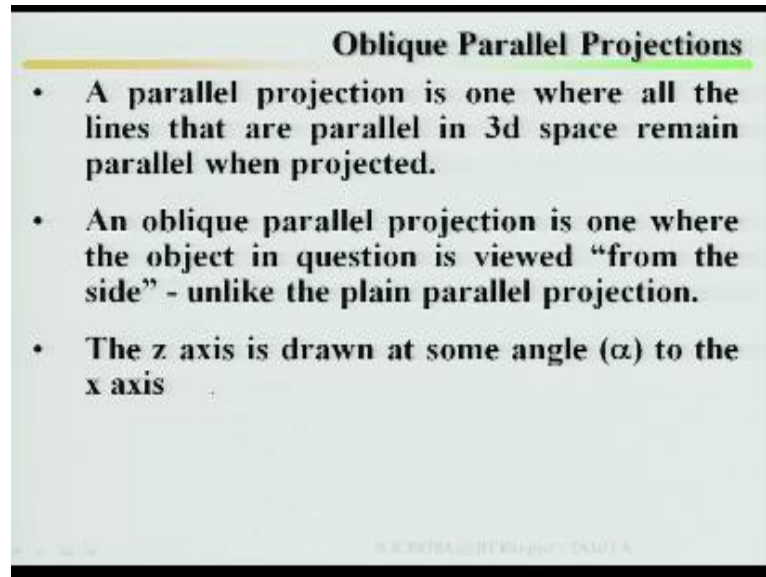 Oblique Parallel Projections
• A parallel projection is one where all the
lines that are parallel in 3d space remain
parallel when projected.
• An oblique parallel projection is one where
the object in question is viewed “from the
side” - unlike the plain parallel projection.
• The z axis is drawn at some angle (α) to the
x axis